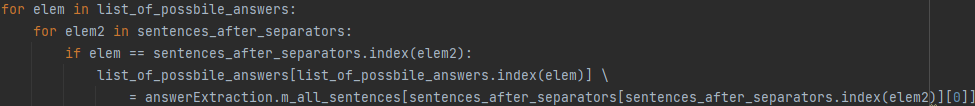 for elem in list_of_possbile_answers:
for elem2 in sentences_after_separators:
if elem == sentences_after_separators.index(elem2):
list_of_possbile_answers[list_of_possbile_answers.index(elem)] \
= answerExtraction.m_all_sentences[sentences_after_separators[sentences_after_separators.index(elem2)][0]]